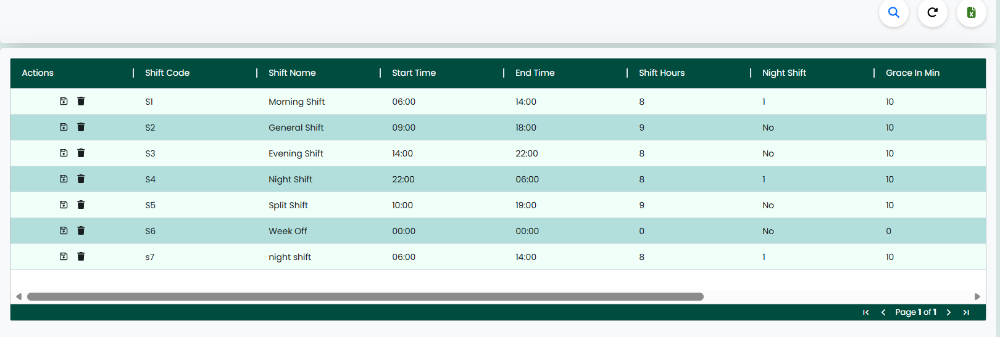 Actions Shift Code Shift Name Start Time End Time Shift Hours Night Shift Grace In Min
S1 Morning Shift 06:00 14:00 8 1 10
S2 General Shift 09:00 18:00 9 No 10
S3 Evening Shift 14:00 22:00 8 No 10
S4 Night Shift 22:00 06:00 8 1 10
S5 Split Shift 10:00 19:00 9 No 10
S6 Week Off 00:00 00:00 0 No 0
s7 night shift 06:00 14:00 8 1 10
Page 1 of 1